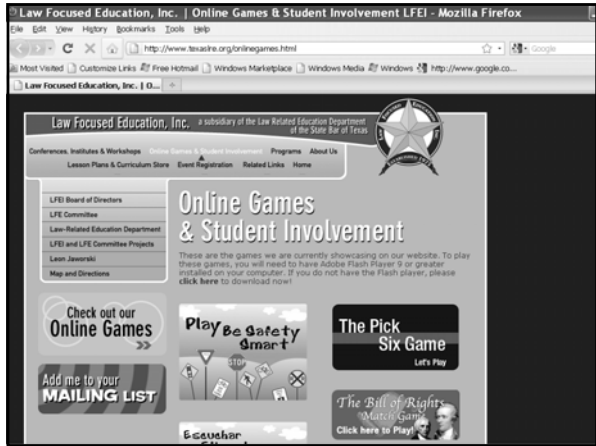 Law Focused Education, Inc. | Online Games & Student Involvement LFEI - Mozilla Firefox
File Edit View History Bookmarks Tools Help
http://www.texaslre.org/onlinegames.html
Google
Most Visited Customize Links Free Hotmail Windows Marketplace Windows Media Windows http://www.google.co...
Law Focused Education, Inc. | O...
Law Focused Education, Inc. a subsidiary of the Law Related Education Department
of the State Bar of Texas
Conferences, Institutes & Workshops Online Games & Student Involvement Programs About Us
Lesson Plans & Curriculum Store Event Registration Related Links Home
LFEI Board of Directors
LFE Committee
Law-Related Education Department
LFEI and LFE Committee Projects
Leon Jaworski
Map and Directions
Online Games
& Student Involvement
These are the games we are currently showcasing on our website. To play
these games, you will need to have Adobe Flash Player 9 or greater
installed on your computer. If you do not have the Flash player, please
click here to download now!
Check out our
Online Games
>>
Add me to your
MAILING LIST
Play Be Safety
Smart
STOP
Escuchar
The Pick
Six Game
Let's Play
The Bill of Rights
Match Game
Click here to Play!